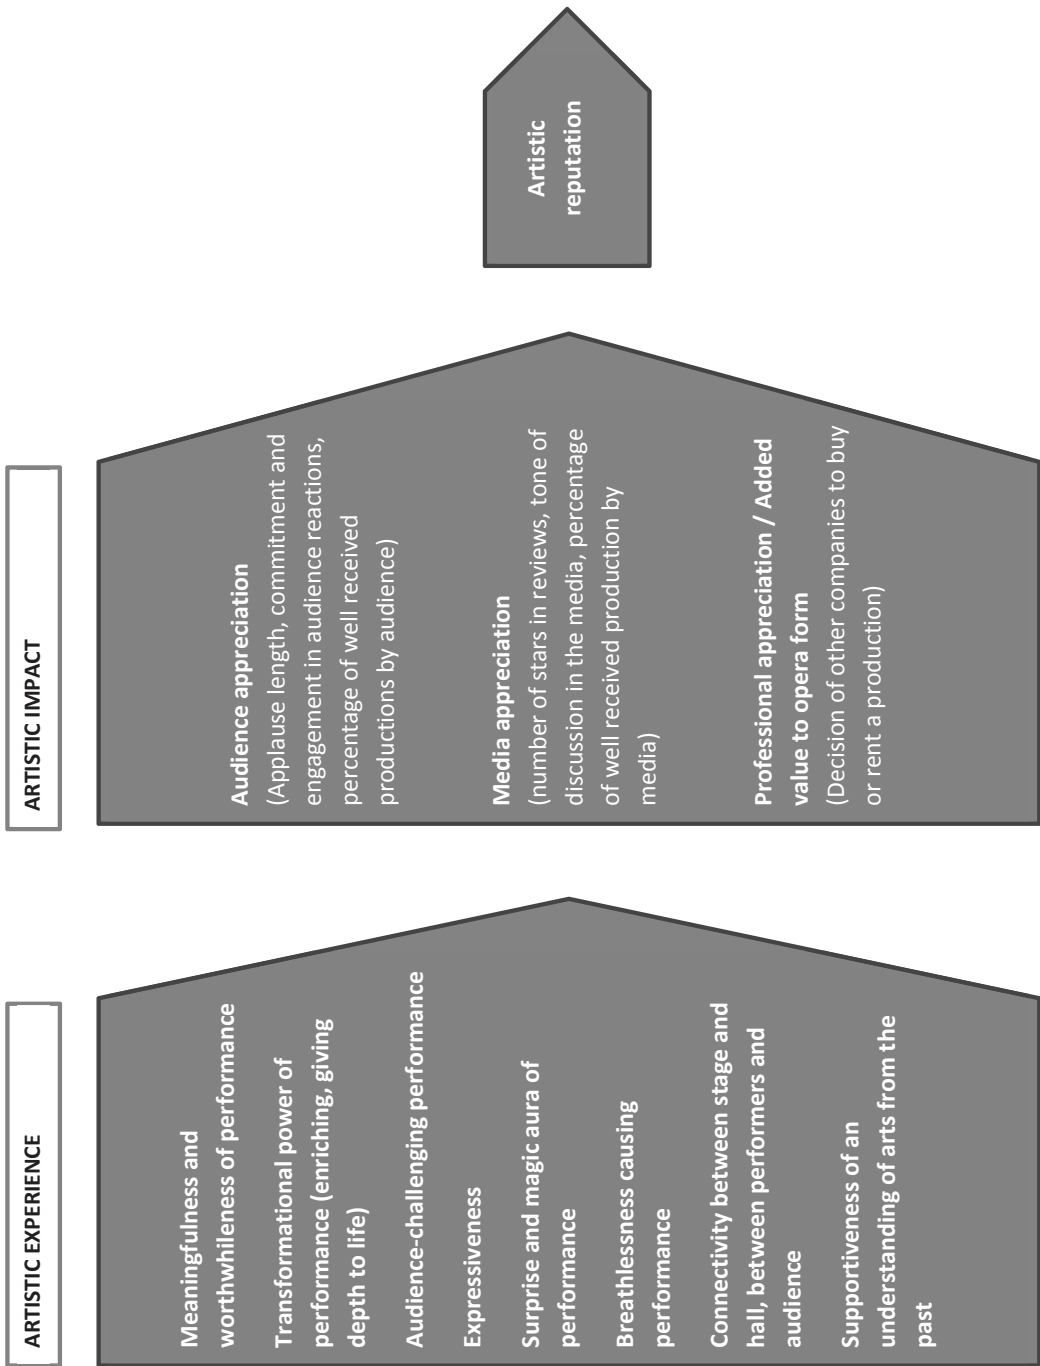 ARTISTIC EXPERIENCE
Meaningfulness and
worthwhileness of performance
Transformational power of
performance (enriching, giving
depth to life)
Audience-challenging performance
Expressiveness
Surprise and magic aura of
performance
Breathlessness causing
performance
Connectivity between stage and
hall, between performers and
audience
Supportiveness of an
understanding of arts from the
past
ARTISTIC IMPACT
Audience appreciation
(Applause length, commitment and
engagement in audience reactions,
percentage of well received
productions by audience)
Media appreciation
(number of stars in reviews, tone of
discussion in the media, percentage
of well received production by
media)
Professional appreciation / Added
value to opera form
(Decision of other companies to buy
or rent a production)
Artistic
reputation